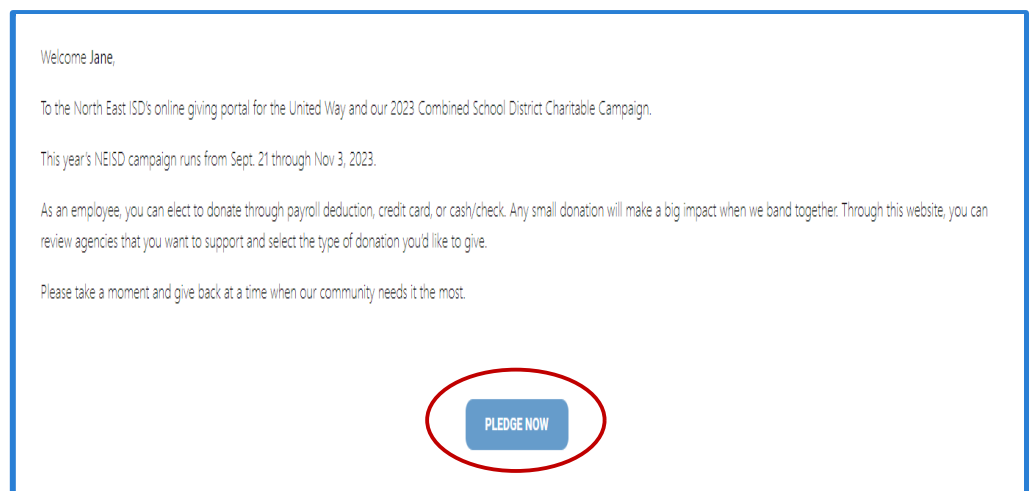 Welcome Jane,
To the North East ISD's online giving portal for the United Way and our 2023 Combined School District Charitable Campaign.
This year's NEISD campaign runs from Sept. 21 through Nov 3, 2023.
As an employee, you can elect to donate through payroll deduction, credit card, or cash/check. Any small donation will make a big impact when we band together. Through this website, you can
review agencies that you want to support and select the type of donation you'd like to give.
Please take a moment and give back at a time when our community needs it the most.
PLEDGE NOW